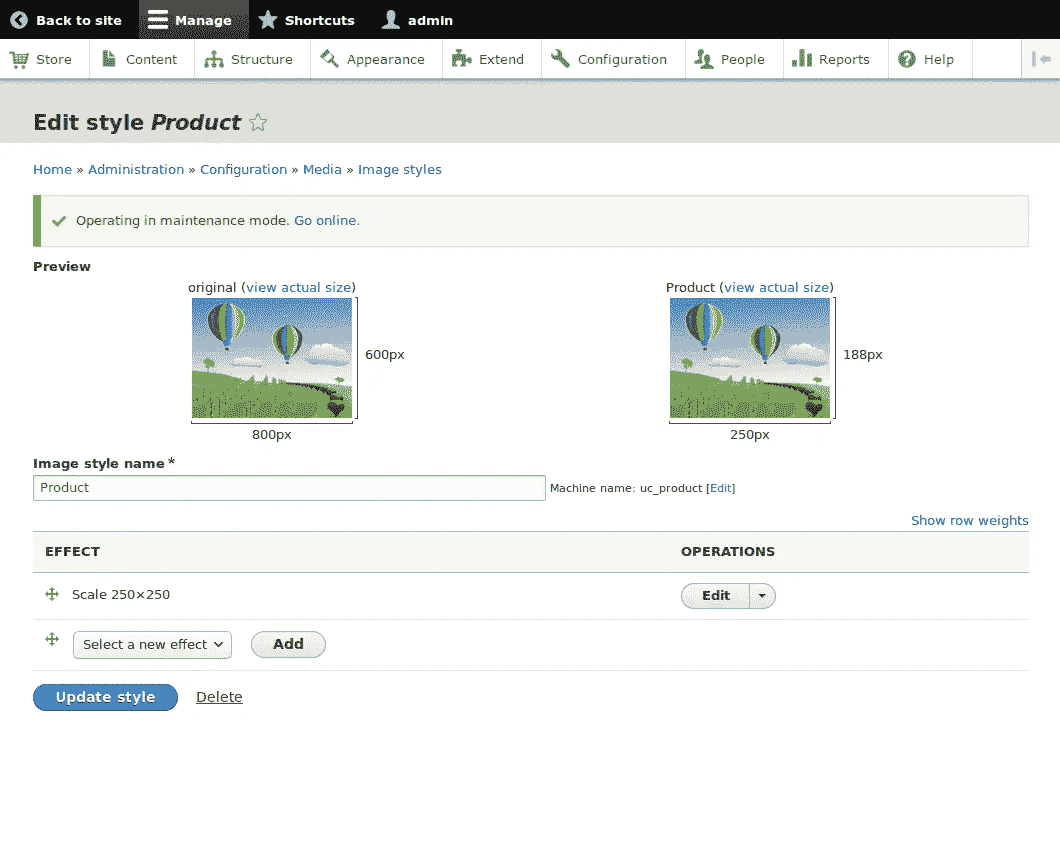 Back to site Manage Shortcuts admin
Store Content Structure Appearance Extend Configuration People Reports Help
Edit style Product
Home » Administration » Configuration » Media » Image styles
Operating in maintenance mode. Go online.
Preview
original (view actual size) Product (view actual size)
600px 188px
800px 250px
Image style name *
Product Machine name: uc_product [Edit]
Show row weights
EFFECT OPERATIONS
Scale 250×250 Edit
Select a new effect Add
Update style Delete